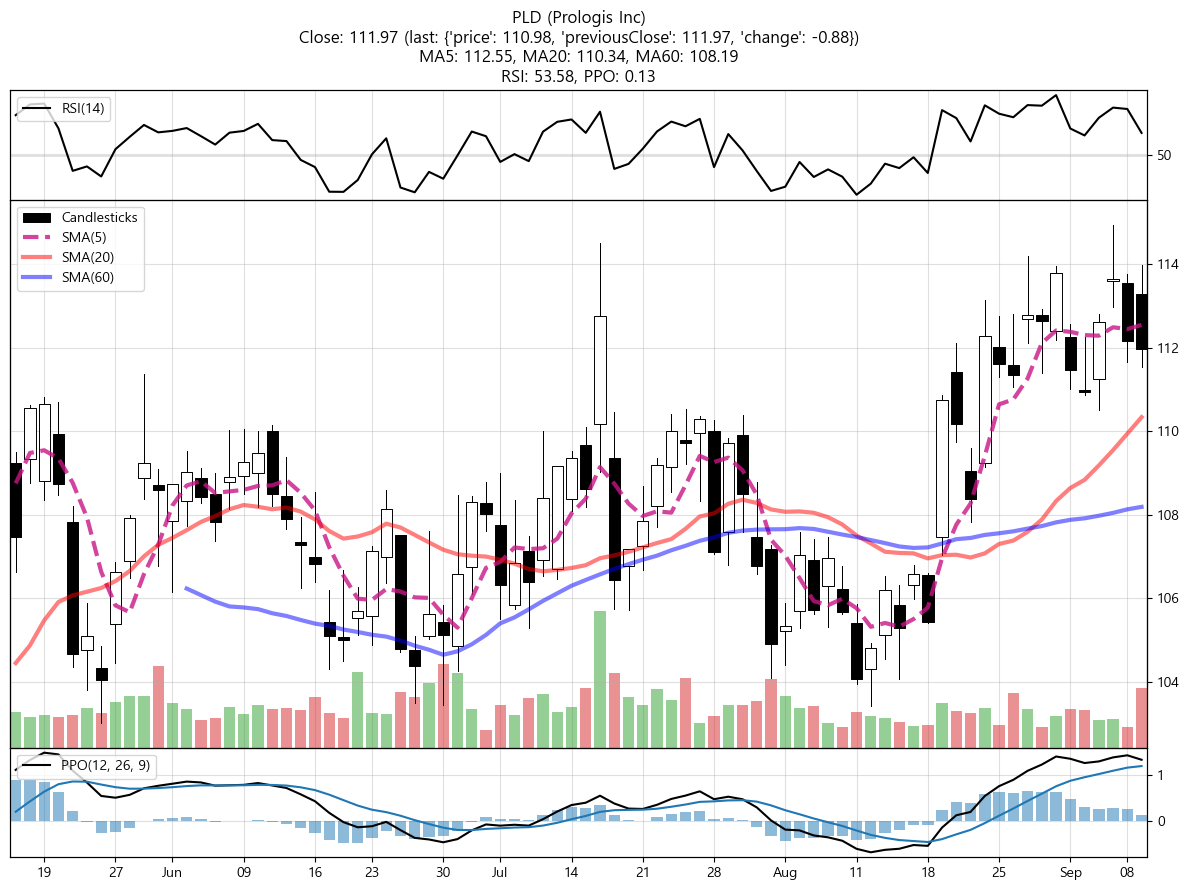 PLD (Prologis Inc)
Close: 111.97 (last: {'price': 110.98, 'previousClose': 111.97, 'change': -0.88})
MA5: 112.55, MA20: 110.34, MA60: 108.19
RSI: 53.58, PPO: 0.13
RSI(14)
50
Candlesticks
SMA(5)
SMA(20)
SMA(60)
114
112
110
108
106
104
PPO(12, 26, 9)
1
0
19 27 Jun 09 16 23 30 Jul 14 21 28 Aug 11 18 25 Sep 08